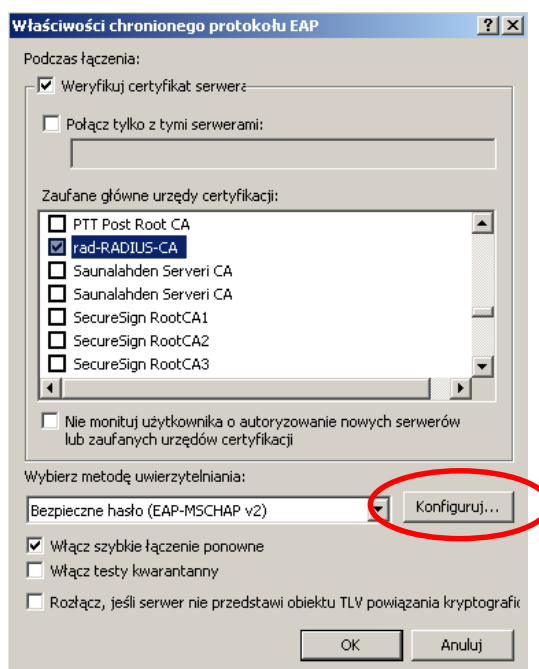 Właściwości chronionego protokołu EAP
Podczas łączenia:
Weryfikuj certyfikat serwera
Połącz tylko z tymi serwerami:
Zaufane główne urzędy certyfikacji:
PTT Post Root CA
rad-RADIUS-CA
Saunalahden Serveri CA
Saunalahden Serveri CA
SecureSign RootCA1
SecureSign RootCA2
SecureSign RootCA3
Nie monituj użytkownika o autoryzowanie nowych serwerów
lub zaufanych urzędów certyfikacji
Wybierz metodę uwierzytelniania:
Bezpieczne hasło (EAP-MSCHAP v2) Konfiguruj...
Włącz szybkie łączenie ponowne
Włącz testy kwarantanny
Rozłącz, jeśli serwer nie przedstawi obiektu TLV powiązania kryptografic
OK Anuluj